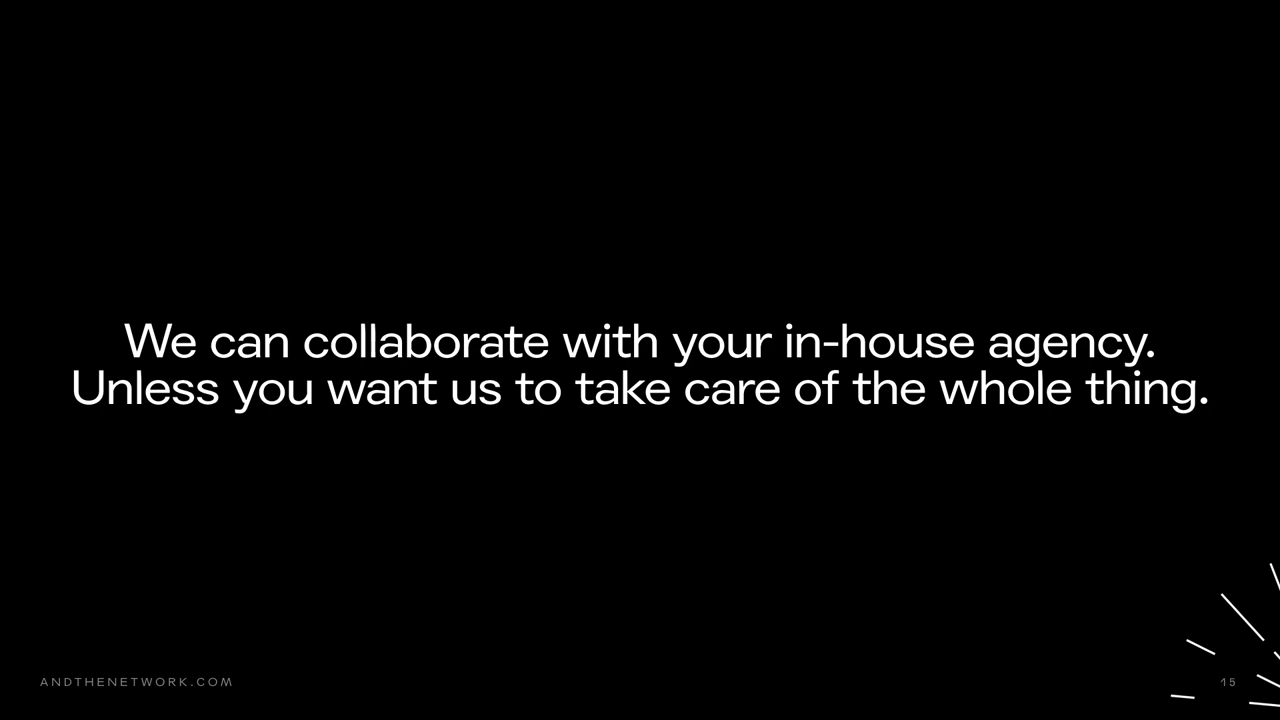 We can collaborate with your in-house agency.
Unless you want us to take care of the whole thing.
ANDTHENETWORK.COM
15